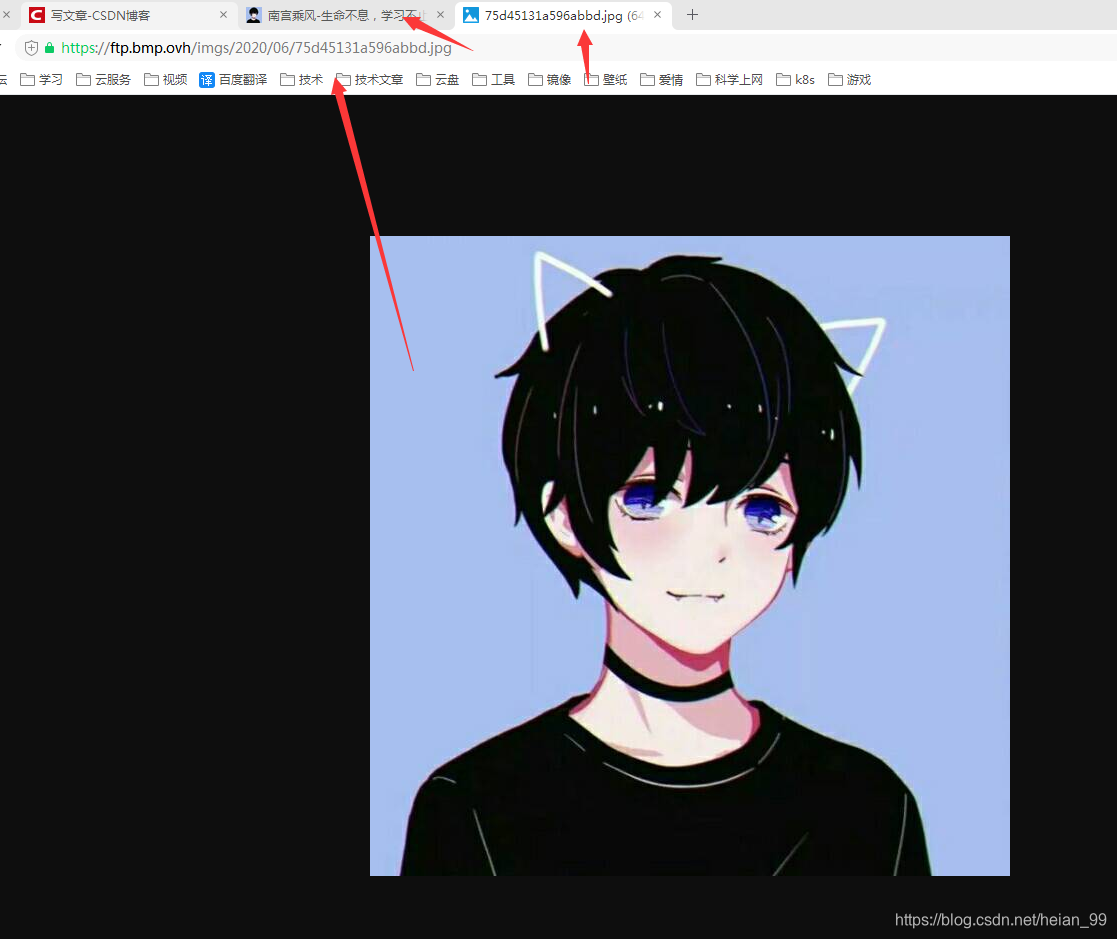 写文章-CSDN博客
南宫乘风-生命不息，学习不
75d45131a596abbd.jpg (64
https://ftp.bmp.ovh/imgs/2020/06/75d45131a596abbd.jpg
学习 云服务 视频 译 百度翻译 技术 技术文章 云盘 工具 镜像 壁纸 爱情 科学上网 k8s 游戏
https://blog.csdn.net/heian_99